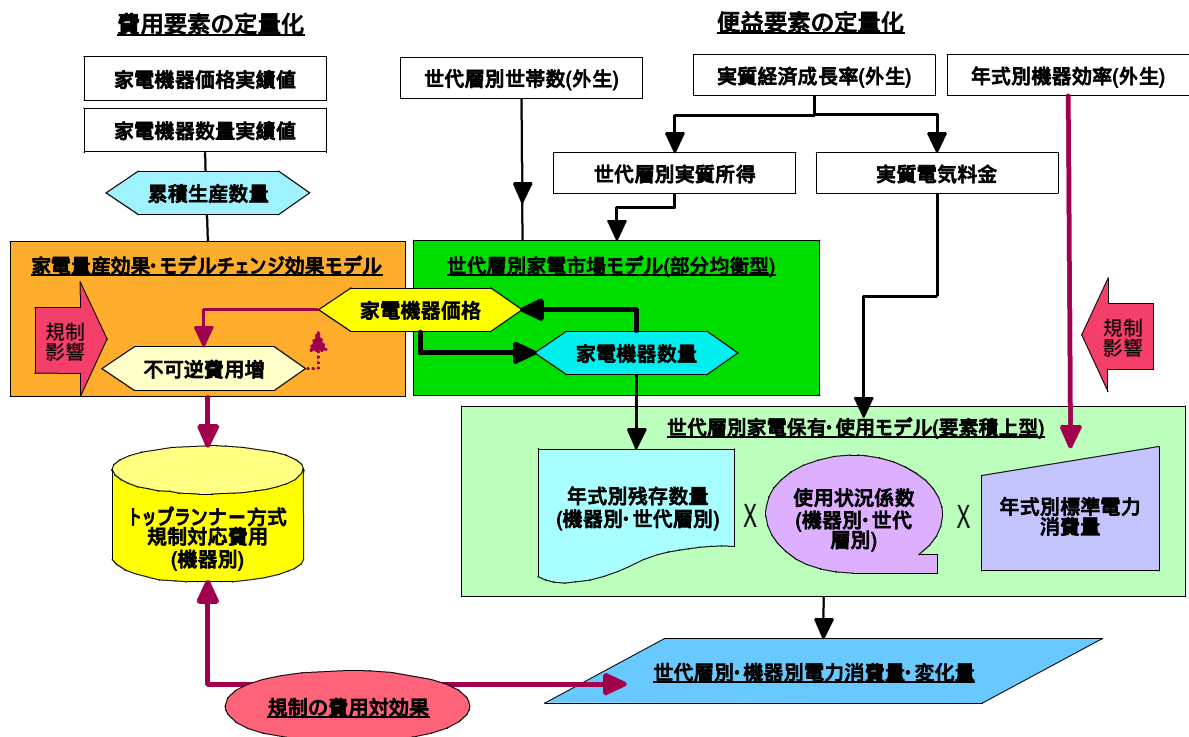 費用要素の定量化
便益要素の定量化
家電機器価格実績値
世代層別世帯数(外生)
実質経済成長率(外生)
年式別機器効率(外生)
家電機器数量実績値
世代層別実質所得
実質電気料金
累積生産数量
家電量産効果・モデルチェンジ効果モデル
世代層別家電市場モデル(部分均衡型)
家電機器価格
規制
影響
規制
影響
家電機器数量
不可逆費用増
世代層別家電保有・使用モデル(要素積上型)
年式別残存数量
(機器別・世代層別)
X
使用状況係数
(機器別・世代
層別)
X
年式別標準電力
消費量
トップランナー方式
規制対応費用
(機器別)
世代層別・機器別電力消費量・変化量
規制の費用対効果